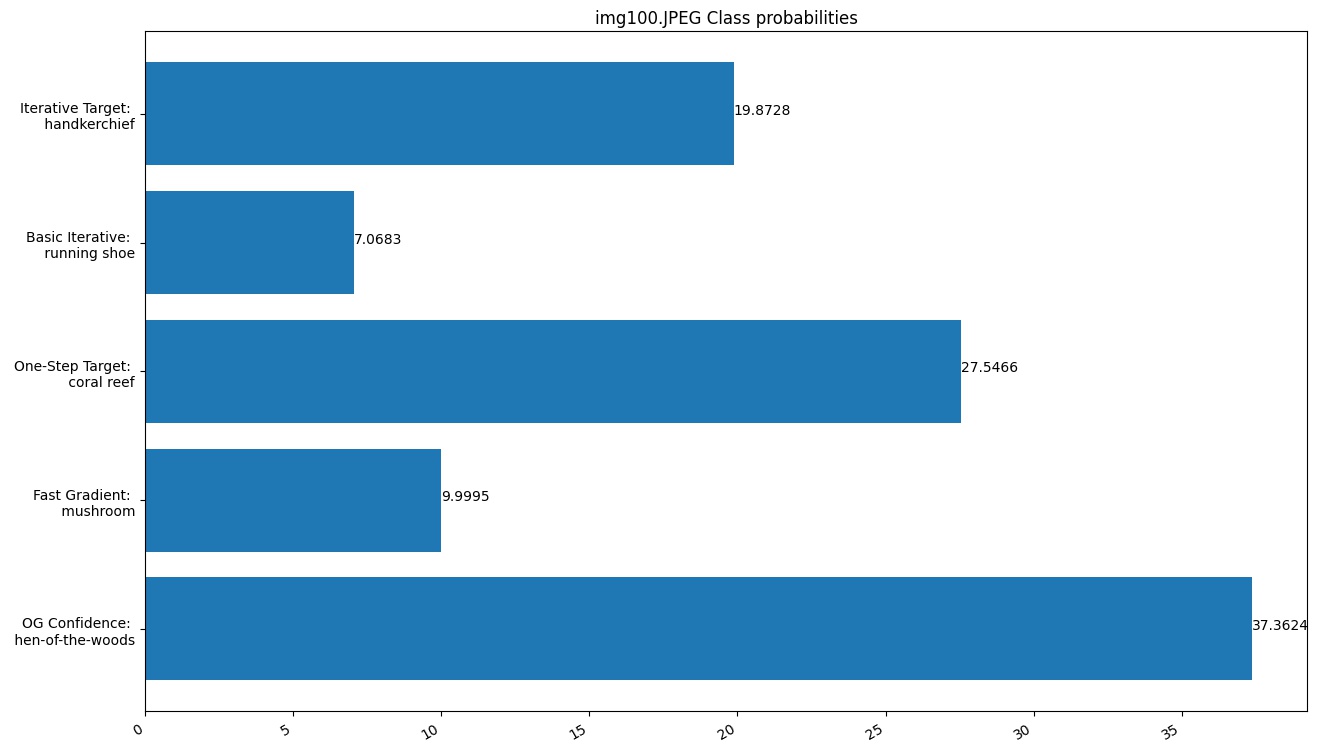 img100.JPEG Class probabilities
Iterative Target:
handkerchief
19.8728
Basic Iterative:
running shoe
7.0683
One-Step Target:
coral reef
27.5466
Fast Gradient:
mushroom
9.9995
OG Confidence:
hen-of-the-woods
37.3624
0 5 10 15 20 25 30 35